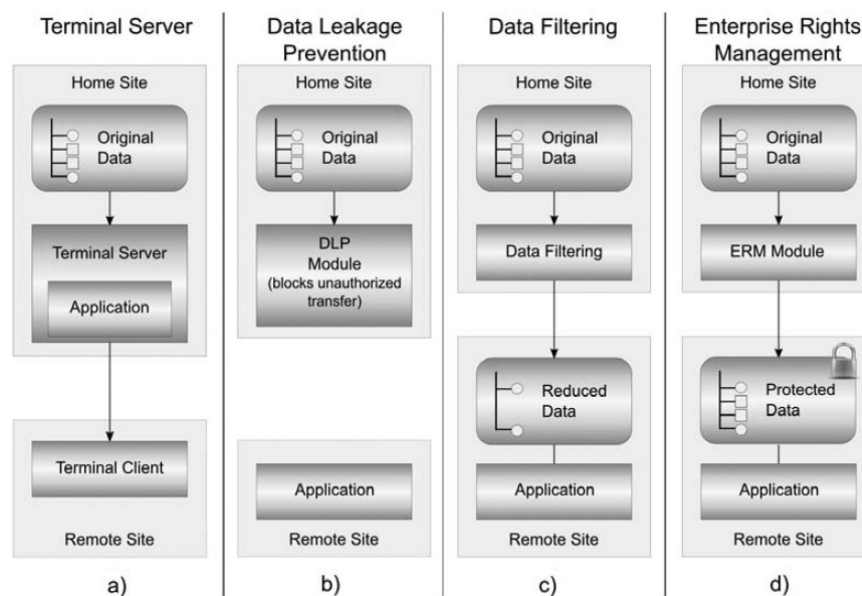 Terminal Server
Home Site
Original
Data
Terminal Server
Application
Terminal Client
Remote Site
a)
Data Leakage
Prevention
Home Site
Original
Data
DLP
Module
(blocks unauthorized
transfer)
Application
Remote Site
b)
Data Filtering
Home Site
Original
Data
Data Filtering
Reduced
Data
Application
Remote Site
c)
Enterprise Rights
Management
Home Site
Original
Data
ERM Module
Protected
Data
Application
Remote Site
d)